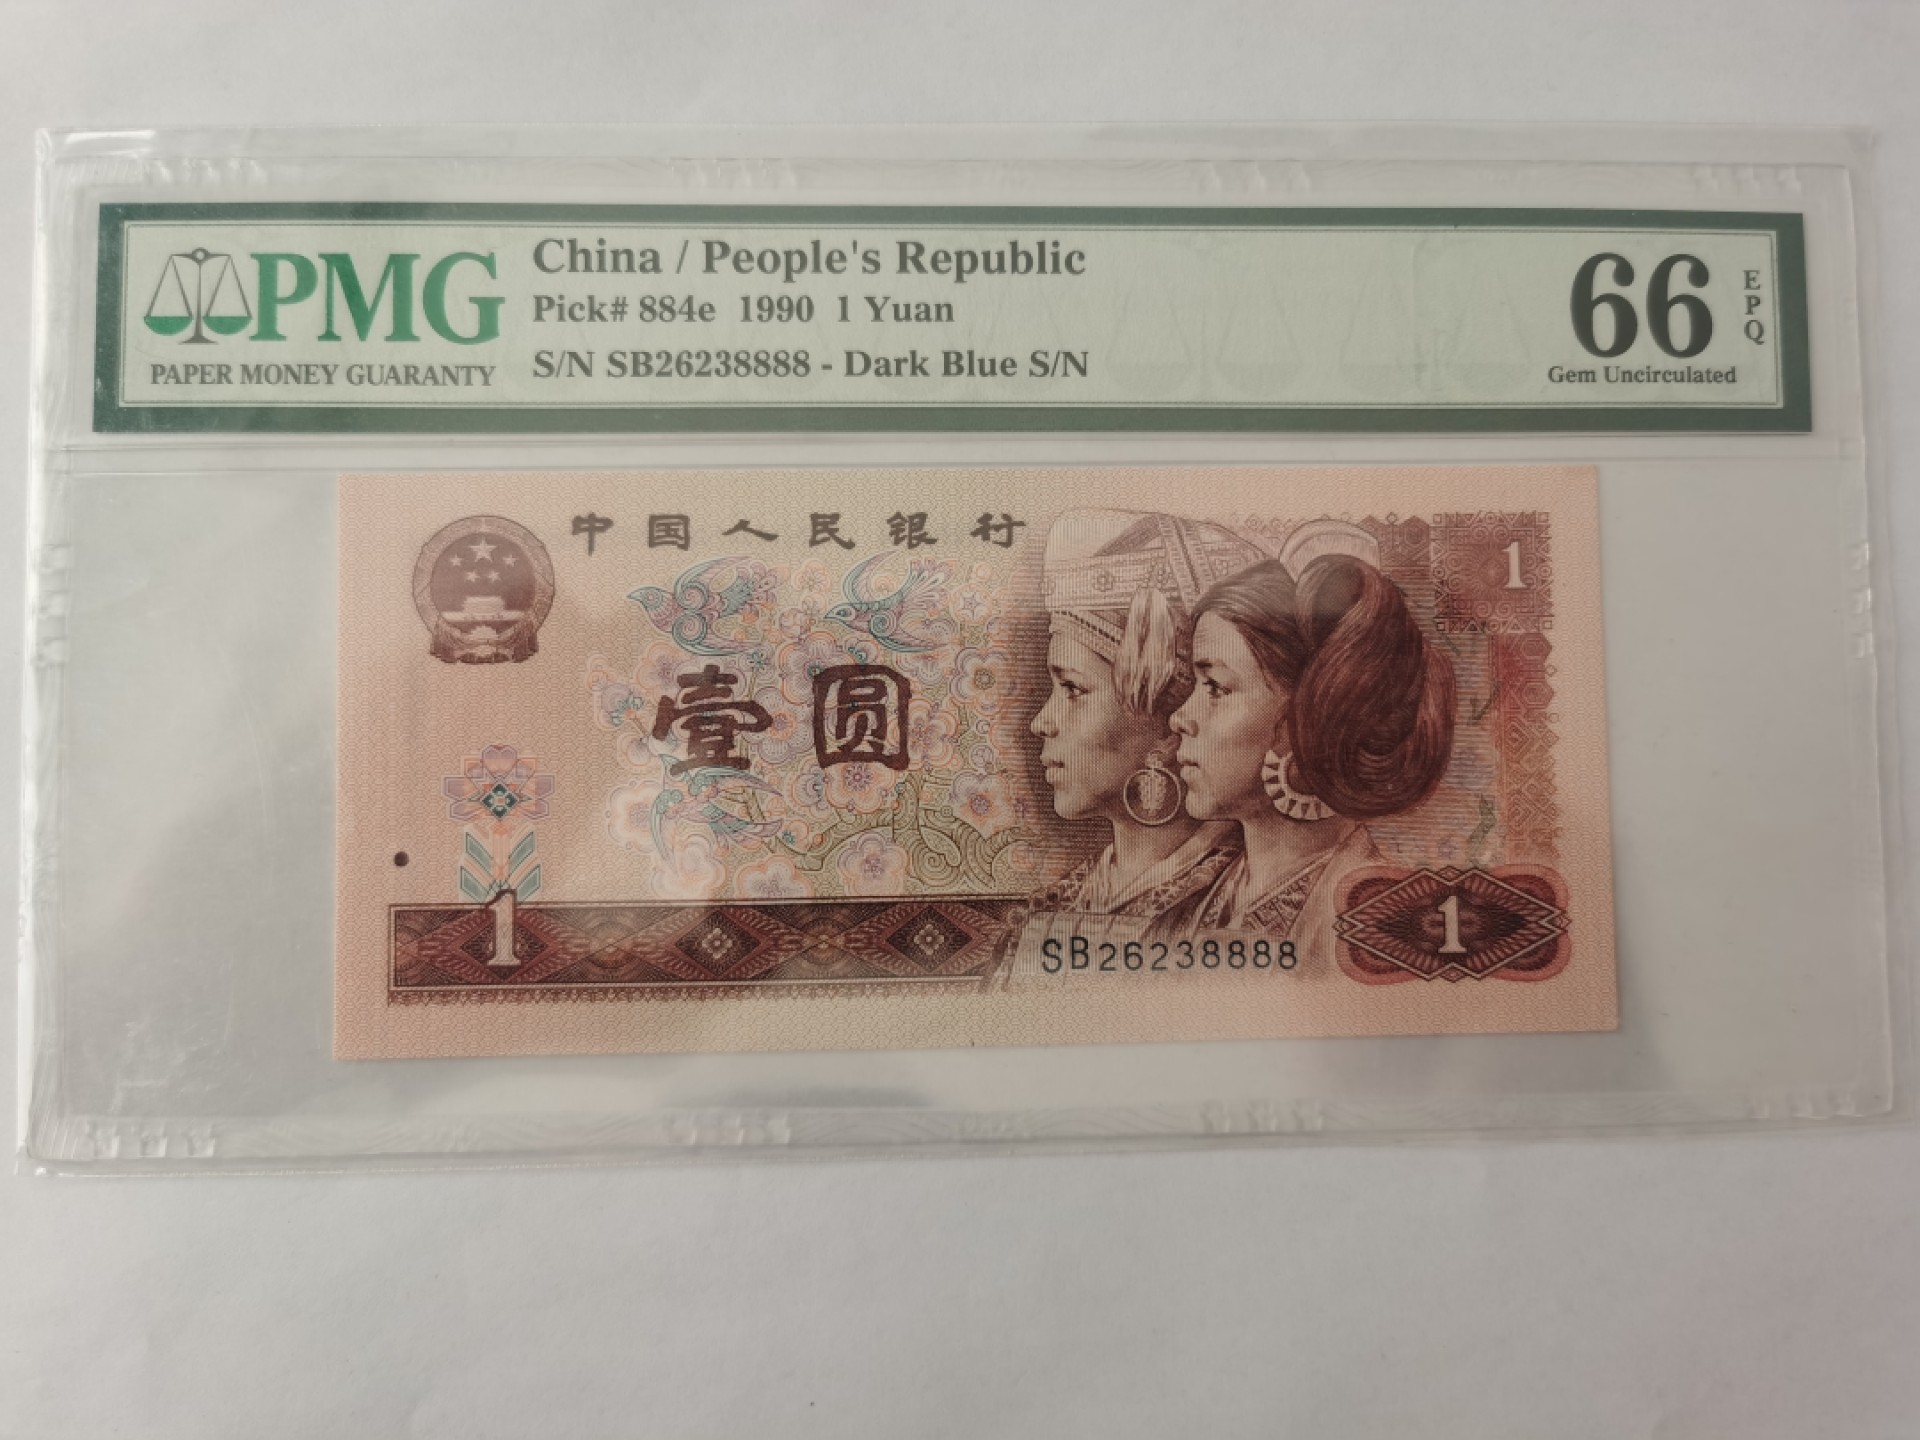 PMG
PAPER MONEY GUARANTY
China / People's Republic
Pick# 884e 1990 1 Yuan
S/N SB26238888 - Dark Blue S/N
66
EPQ
Gem Uncirculated
中国人民银行
1
壹圆
1
SB26238888
1